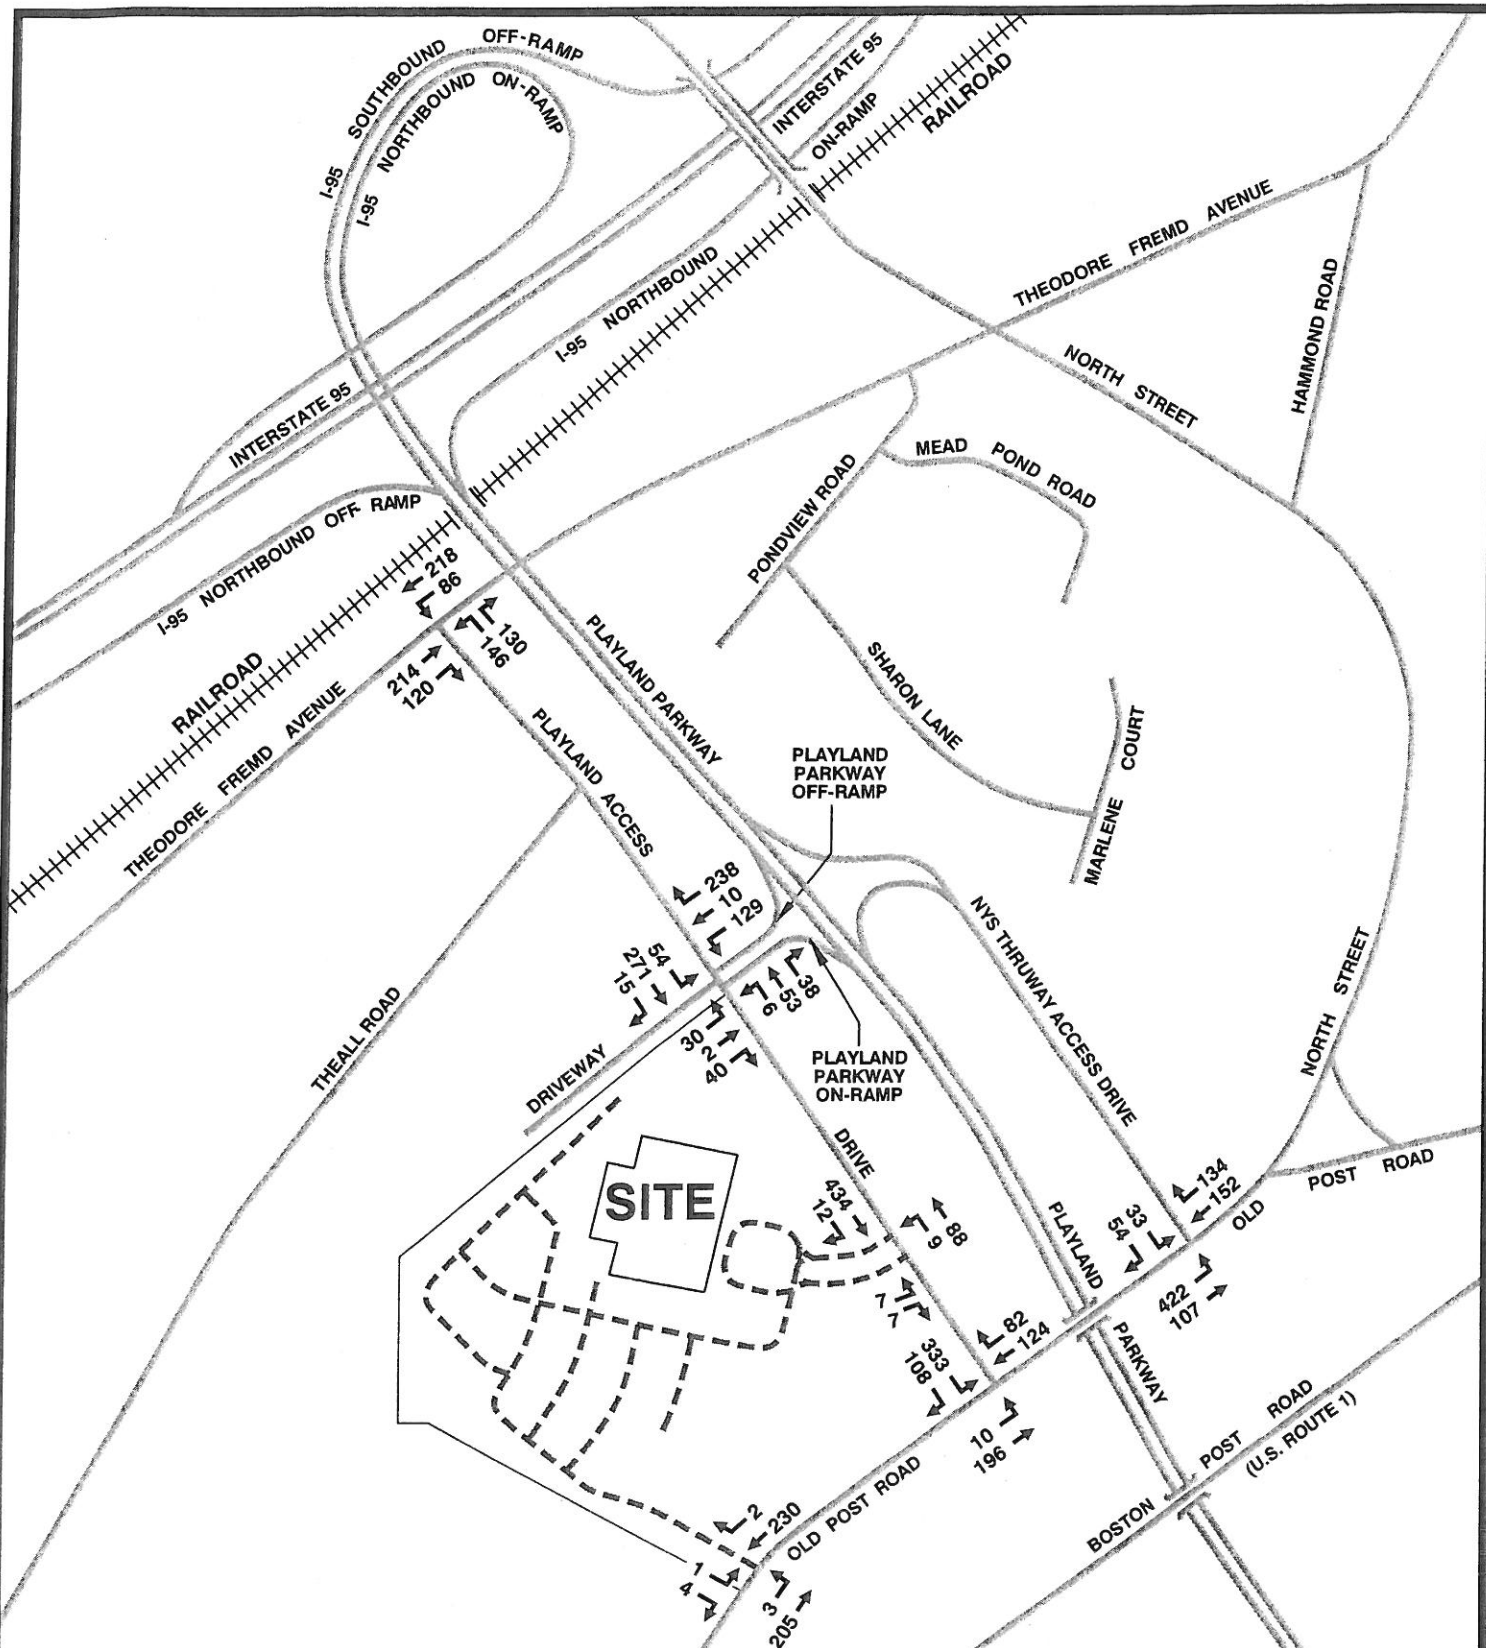 OFF-RAMP
I-95 SOUTHBOUND
I-95 NORTHBOUND ON-RAMP
INTERSTATE 95
ON-RAMP
RAILROAD
THEODORE FREMD AVENUE
HAMMOND ROAD
I-95 NORTHBOUND
NORTH STREET
INTERSTATE 95
MEAD POND ROAD
PONDVIEW ROAD
I-95 NORTHBOUND OFF RAMP
218
86
130
146
214
120
RAILROAD
THEODORE FREMD AVENUE
PLAYLAND PARKWAY
SHARON LANE
MARLENE COURT
PLAYLAND ACCESS
PLAYLAND
PARKWAY
OFF-RAMP
238
10
129
54
271
15
38
53
6
30
2
40
NYS THRUWAY ACCESS DRIVE
NORTH STREET
THEALL ROAD
DRIVEWAY
PLAYLAND
PARKWAY
ON-RAMP
DRIVE
SITE
434
12
88
9
7
7
PLAYLAND
PARKWAY
134
152
33
54
422
107
OLD
POST ROAD
82
124
333
108
10
196
BOSTON POST ROAD
(U.S. ROUTE 1)
OLD POST ROAD
2
230
1
4
3
205